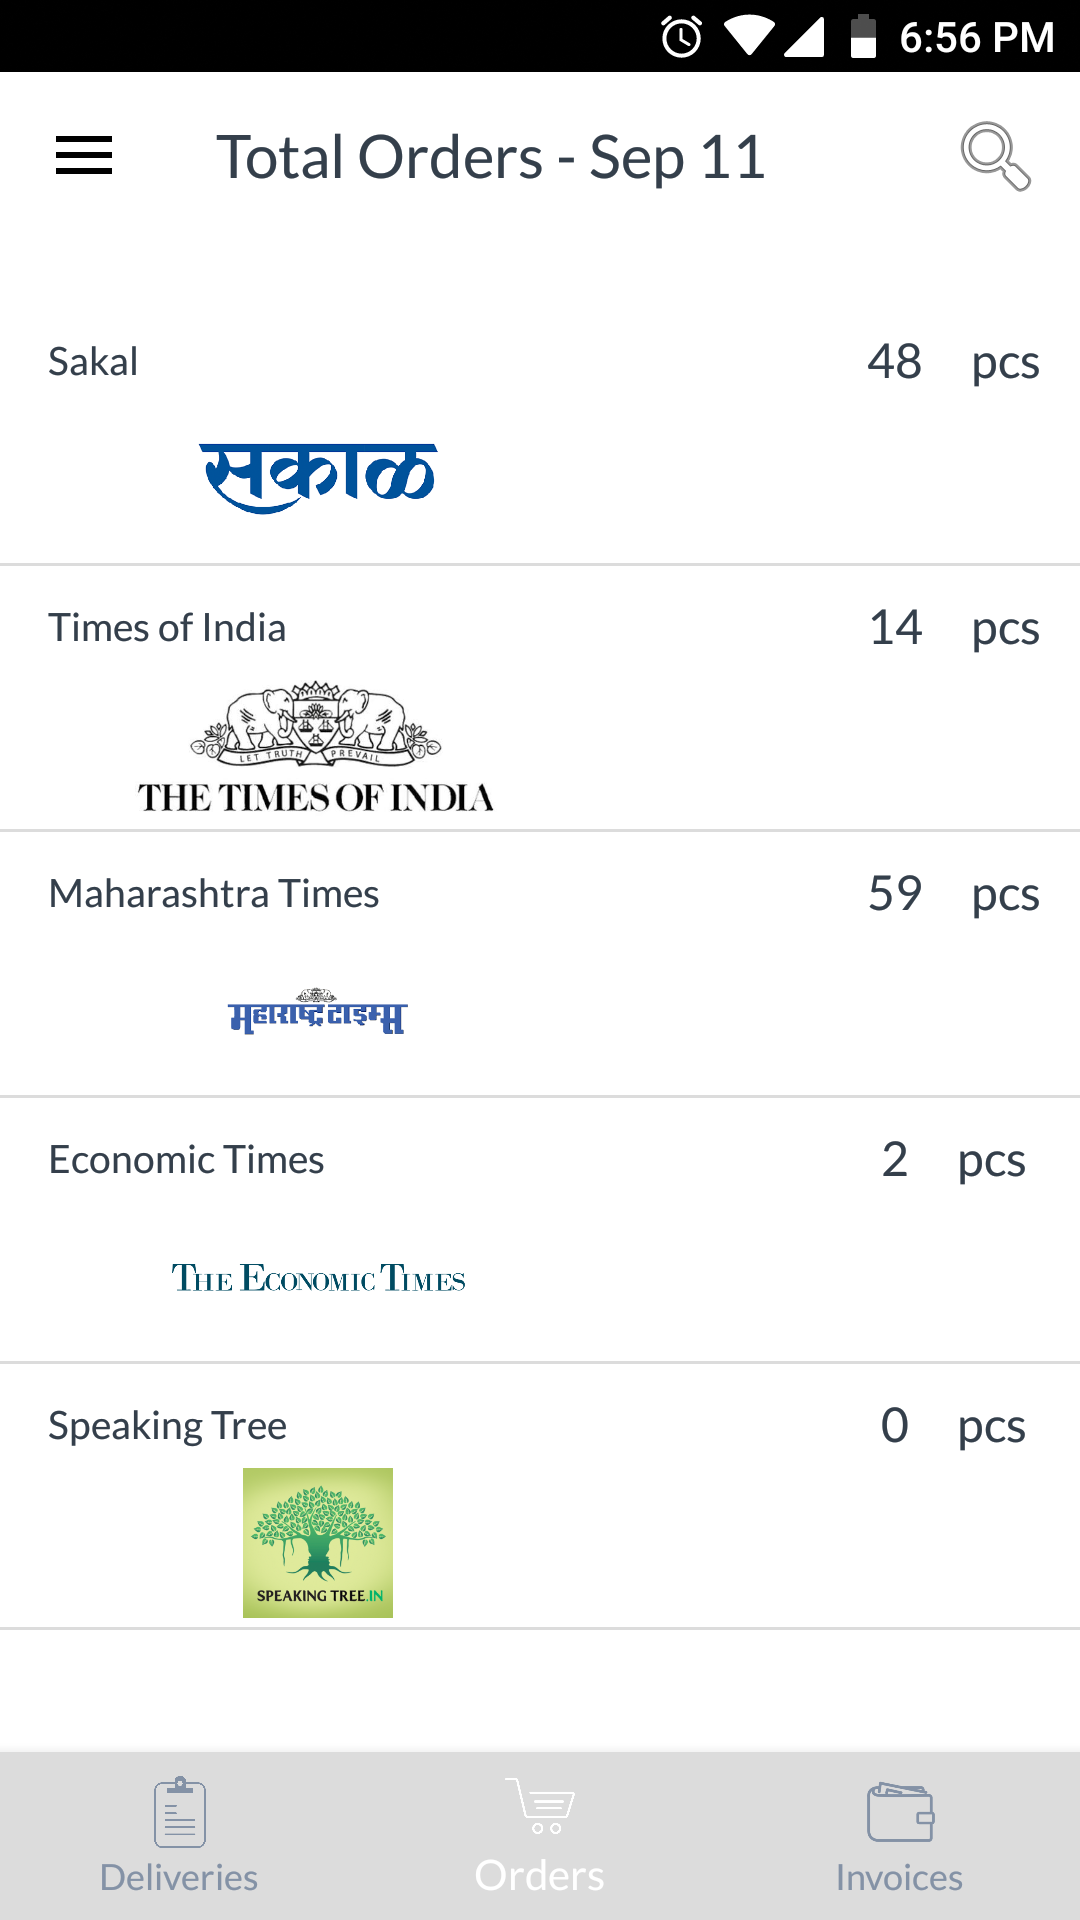 6:56 PM
Total Orders - Sep 11
Sakal 48 pcs
सकाळ
Times of India 14 pcs
LET TRUTH PREVAIL
THE TIMES OF INDIA
Maharashtra Times 59 pcs
महाराष्ट्र टाइम्स
Economic Times 2 pcs
THE ECONOMIC TIMES
Speaking Tree 0 pcs
SPEAKING TREE.IN
Deliveries Orders Invoices